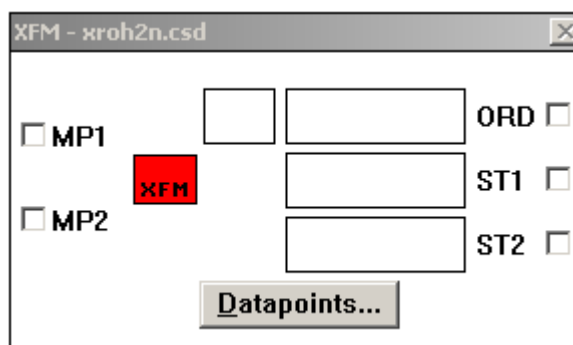 XFM - xroh2n.csd
ORD
MP1
XFM
ST1
MP2
ST2
Datapoints...